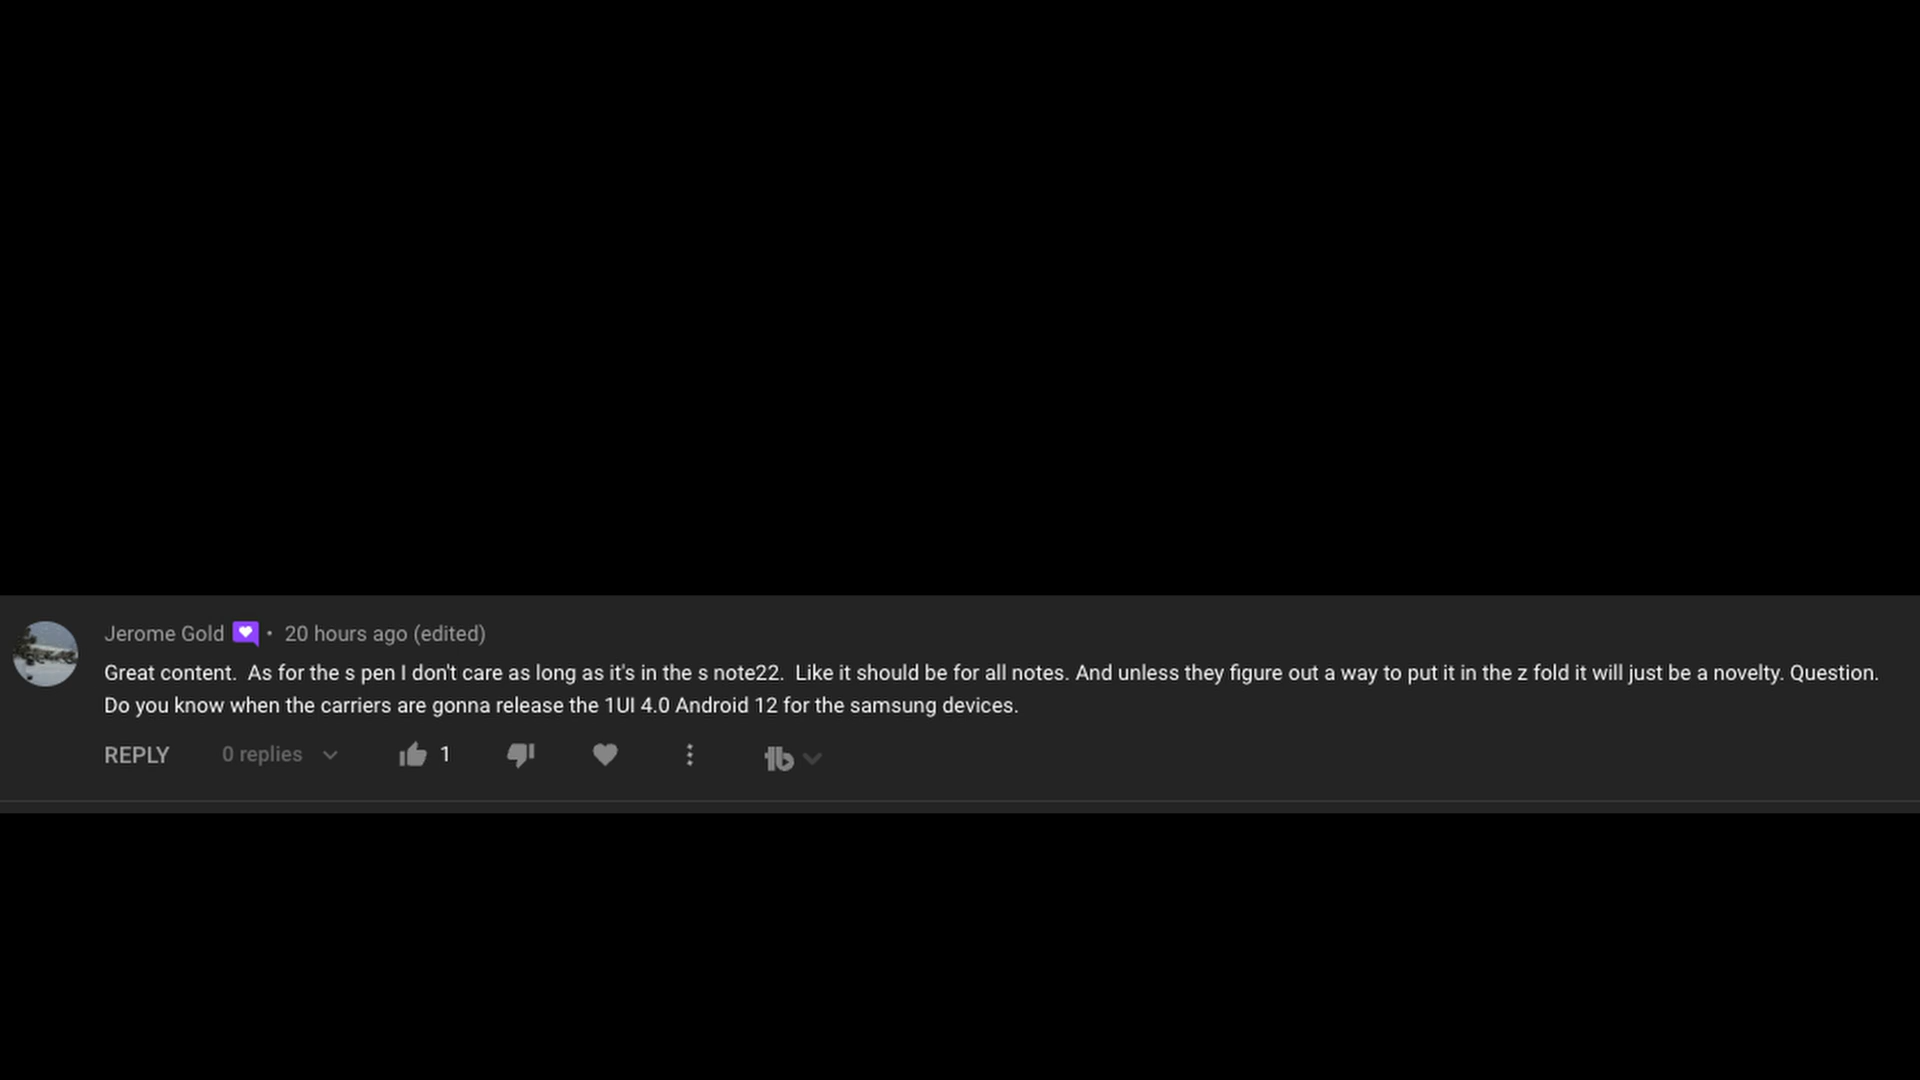 Jerome Gold • 20 hours ago (edited)
Great content.  As for the s pen I don't care as long as it's in the s note22.  Like it should be for all notes. And unless they figure out a way to put it in the z fold it will just be a novelty. Question.
Do you know when the carriers are gonna release the 1UI 4.0 Android 12 for the samsung devices.
REPLY 0 replies 1 tb